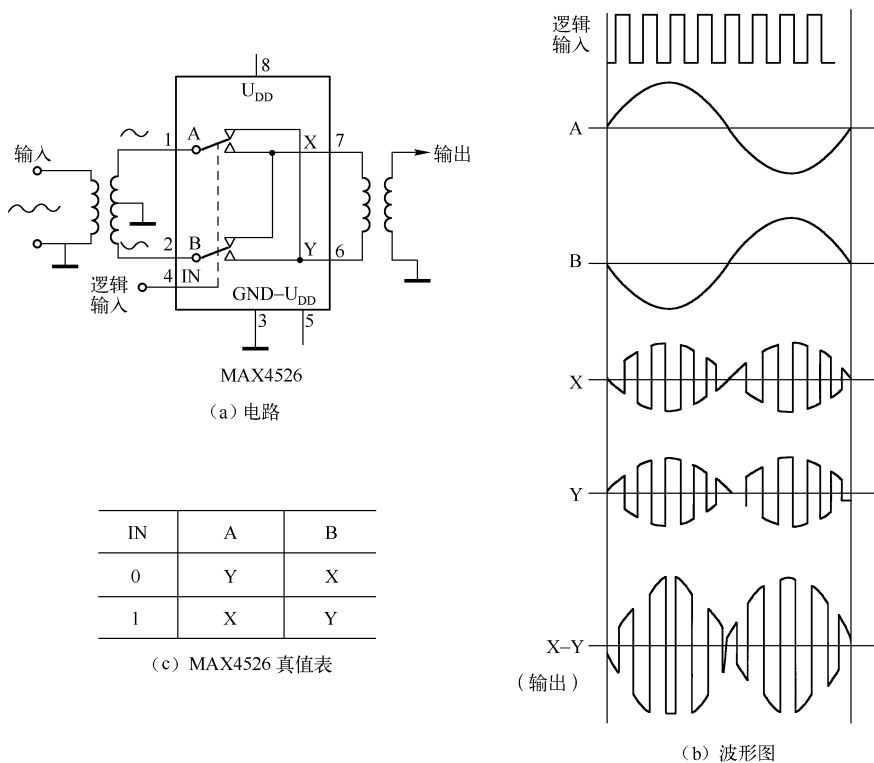 8
U_DD
1
A
X
7
输入
输出
2
B
Y
6
4
IN
逻辑
输入
GND–U_DD
3
5
MAX4526
(a)电路
IN A B
0 Y X
1 X Y
(c)MAX4526 真值表
逻辑
输入
A
B
X
Y
X–Y
(输出)
(b)波形图